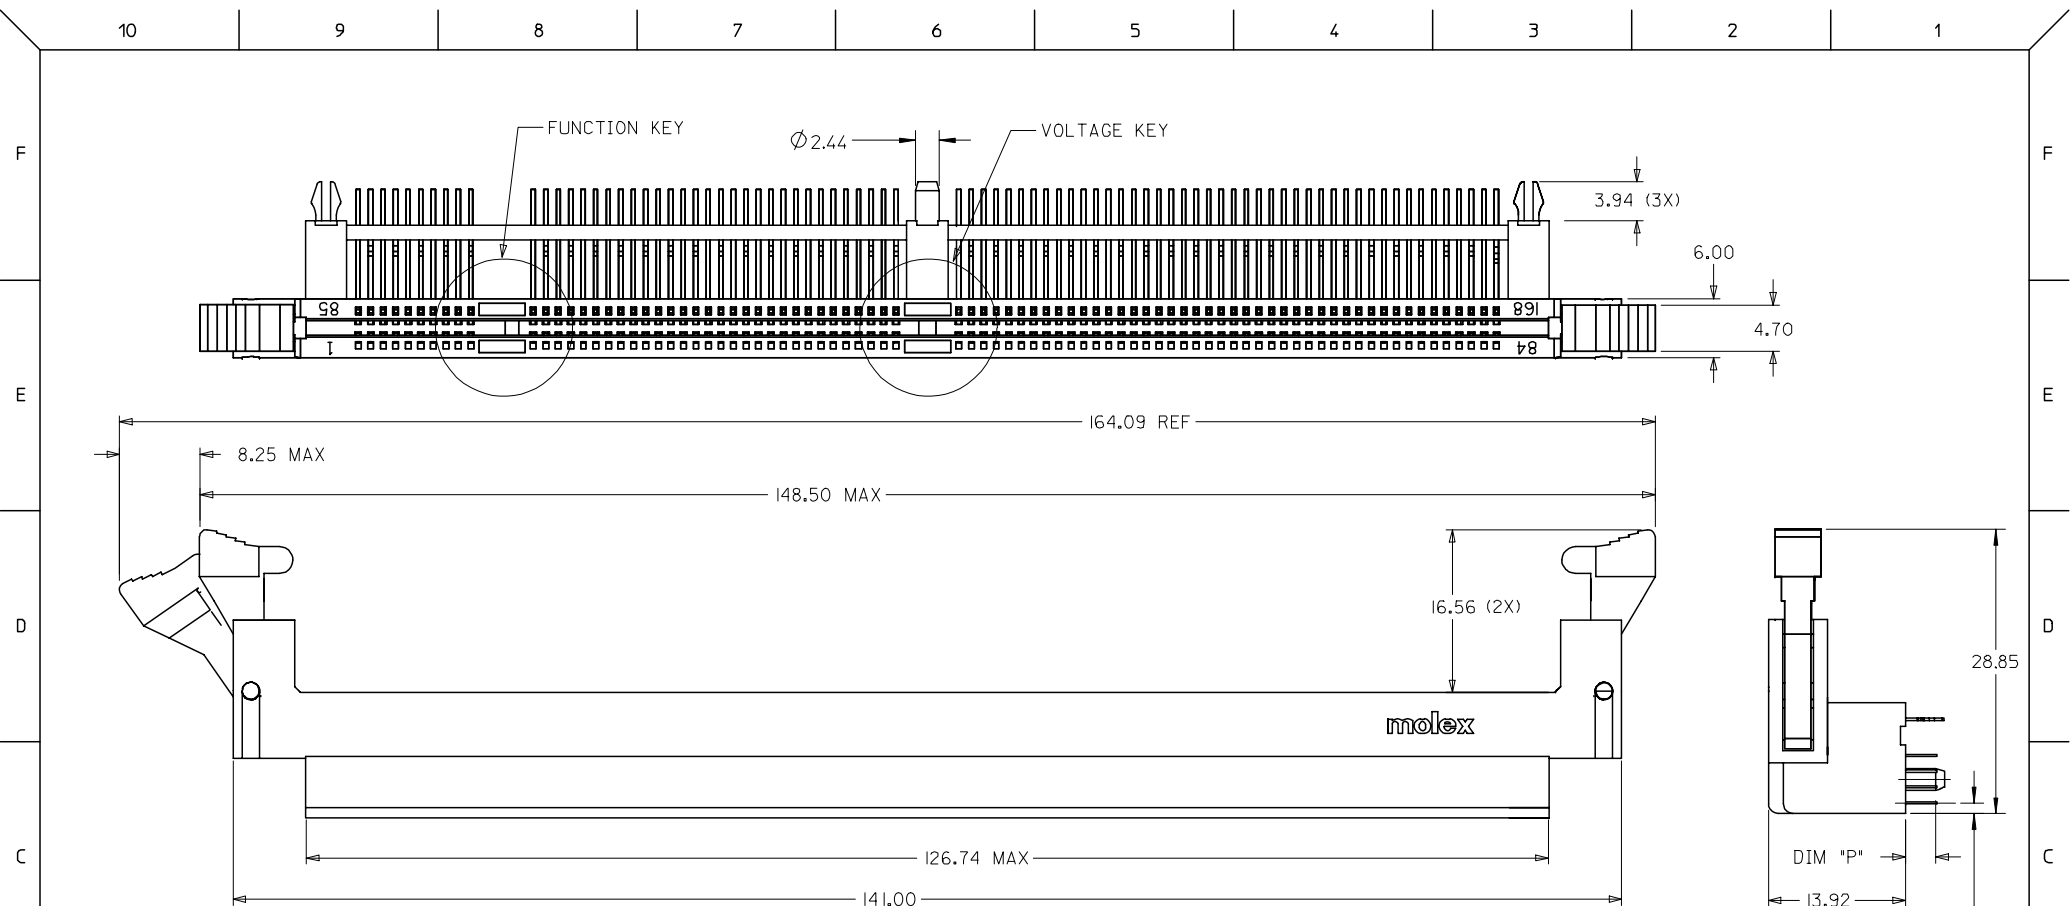 10 9 8 7 6 5 4 3 2 1
FUNCTION KEY
Ø2.44
VOLTAGE KEY
F
F
3.94 (3X)
6.00
85
168
4.70
1
84
E
E
164.09 REF
8.25 MAX
148.50 MAX
16.56 (2X)
D
D
28.85
molex
126.74 MAX
DIM "P"
C
C
141.00
13.92